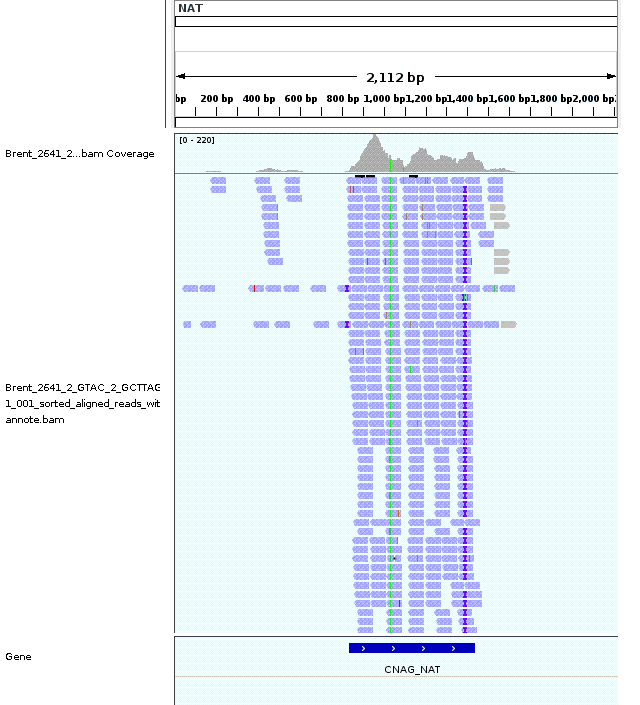 NAT
2,112 bp
bp 200 bp 400 bp 600 bp 800 bp 1,000 bp 1,200 bp 1,400 bp 1,600 bp 1,800 bp 2,000 bp
[0 - 220]
Brent_2641_2...bam Coverage
Brent_2641_2_GTAC_2_GCTTAG
1_001_sorted_aligned_reads_wit
annote.bam
Gene
CNAG_NAT